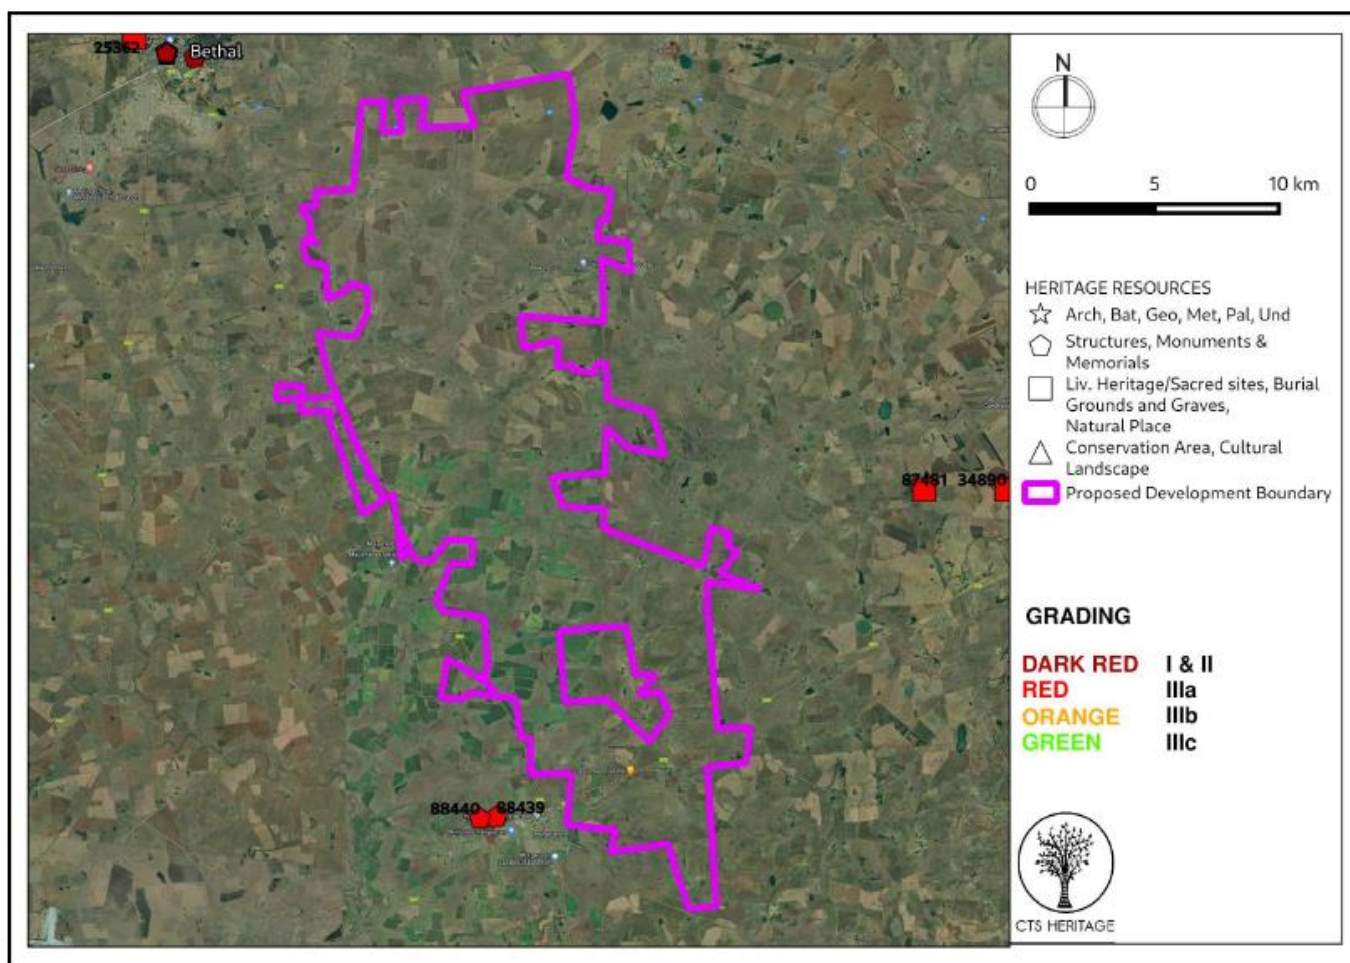 25362
Bethal
N
0 5 10 km
HERITAGE RESOURCES
Arch, Bat, Geo, Met, Pal, Und
Structures, Monuments &
Memorials
Liv. Heritage/Sacred sites, Burial
Grounds and Graves,
Natural Place
Conservation Area, Cultural
Landscape
Proposed Development Boundary
87481 34890
GRADING
DARK RED I & II
RED IIIa
ORANGE IIIb
GREEN IIIc
88440 88439
CTS HERITAGE